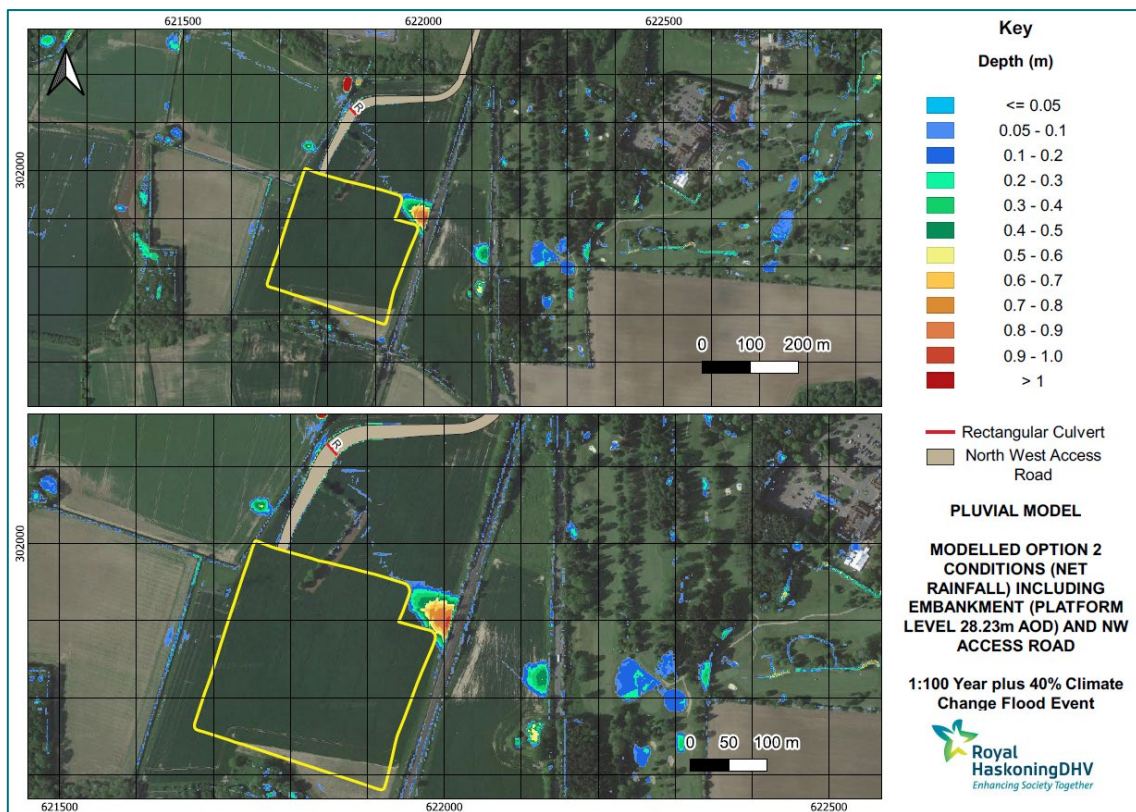 621500
622000
622500
302000
R
0 100 200 m
302000
R
0 50 100 m
621500
622000
622500
Key
Depth (m)
<= 0.05
0.05 - 0.1
0.1 - 0.2
0.2 - 0.3
0.3 - 0.4
0.4 - 0.5
0.5 - 0.6
0.6 - 0.7
0.7 - 0.8
0.8 - 0.9
0.9 - 1.0
> 1
Rectangular Culvert
North West Access
Road
PLUVIAL MODEL
MODELLED OPTION 2
CONDITIONS (NET
RAINFALL) INCLUDING
EMBANKMENT (PLATFORM
LEVEL 28.23m AOD) AND NW
ACCESS ROAD
1:100 Year plus 40% Climate
Change Flood Event
Royal
HaskoningDHV
Enhancing Society Together